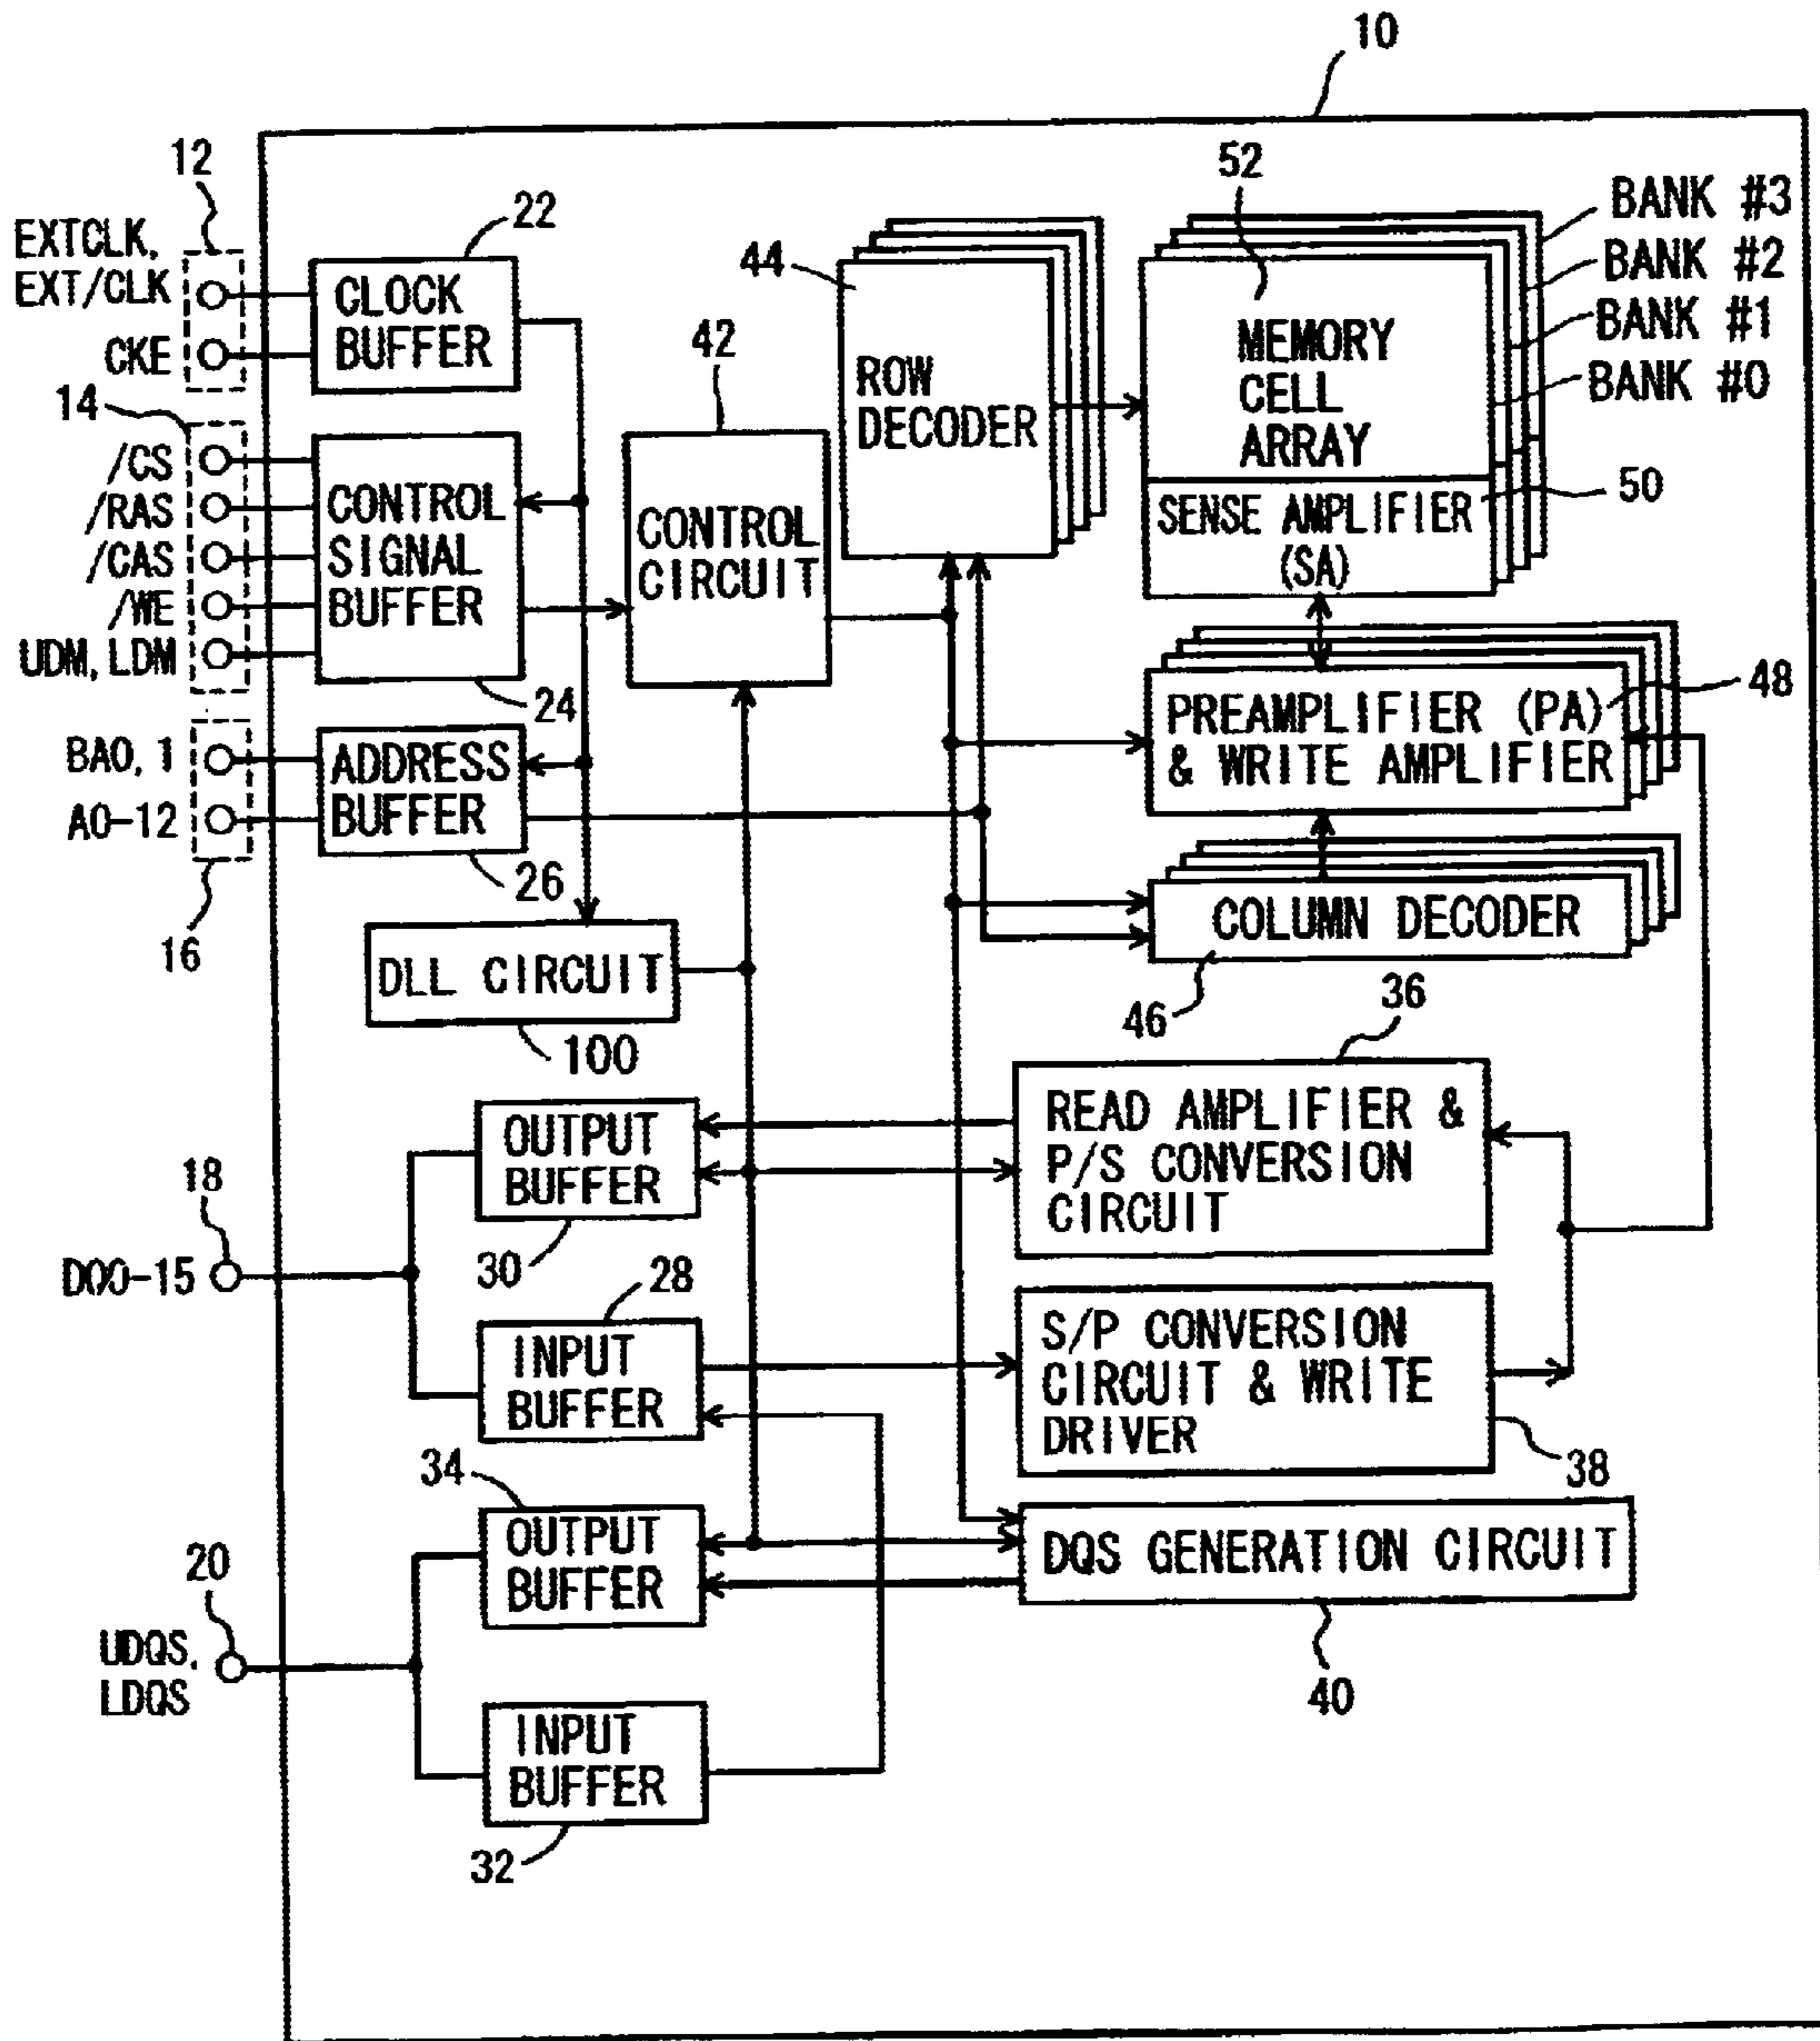 10
12
EXTCLK,
EXT/CLK
CKE
22
CLOCK
BUFFER
14
/CS
/RAS
/CAS
/WE
UDM, LDM
CONTROL
SIGNAL
BUFFER
24
42
CONTROL
CIRCUIT
44
ROW
DECODER
52
MEMORY
CELL
ARRAY
BANK #3
BANK #2
BANK #1
BANK #0
SENSE AMPLIFIER
(SA)
50
BA0, 1
A0-12
16
ADDRESS
BUFFER
26
PREAMPLIFIER (PA)
& WRITE AMPLIFIER
48
COLUMN DECODER
46
DLL CIRCUIT
100
36
READ AMPLIFIER &
P/S CONVERSION
CIRCUIT
OUTPUT
BUFFER
30
18
DQ0-15
28
INPUT
BUFFER
S/P CONVERSION
CIRCUIT & WRITE
DRIVER
38
34
OUTPUT
BUFFER
DQS GENERATION CIRCUIT
40
20
UDQS,
LDQS
INPUT
BUFFER
32